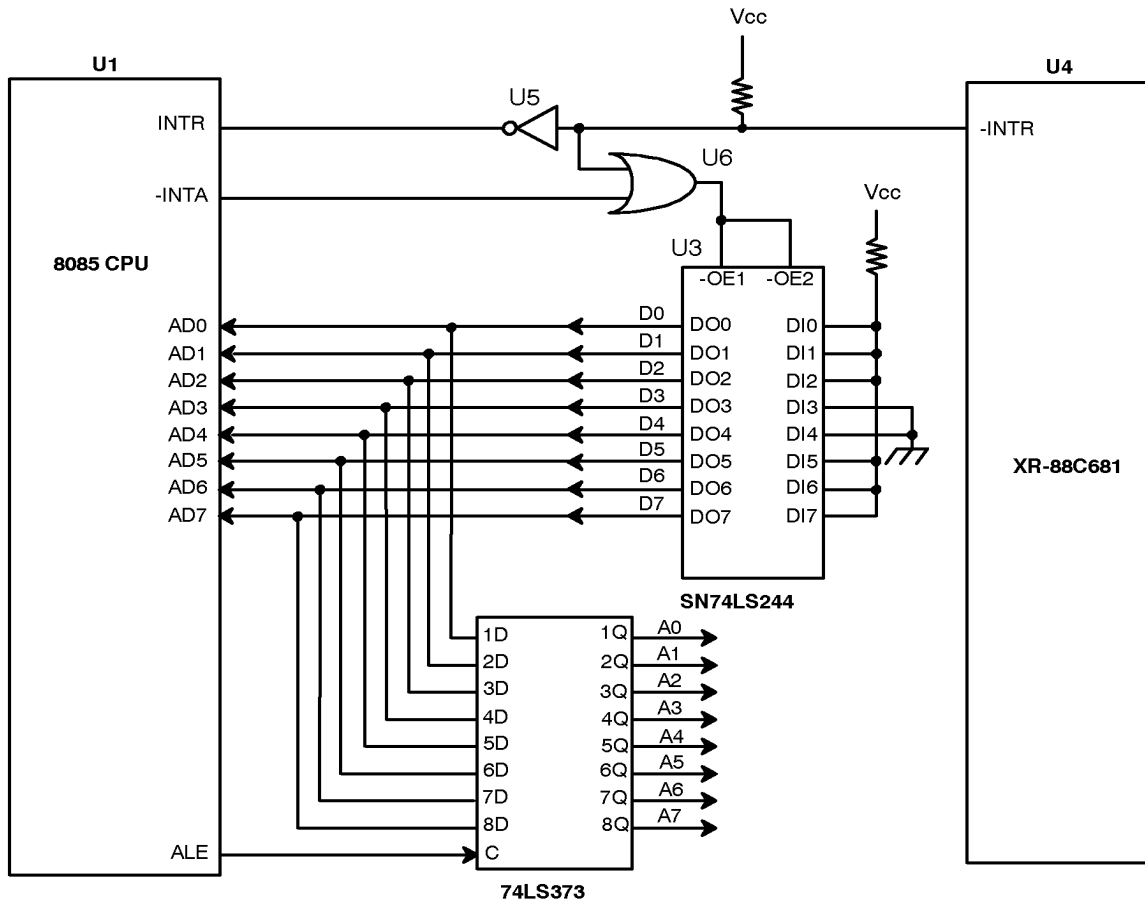 Vcc
U1
U4
U5
INTR
-INTR
U6
-INTA
Vcc
U3
8085 CPU
-OE1 -OE2
AD0
D0
DO0
DI0
AD1
D1
DO1
DI1
AD2
D2
DO2
DI2
AD3
D3
DO3
DI3
AD4
D4
DO4
DI4
AD5
D5
DO5
DI5
XR-88C681
AD6
D6
DO6
DI6
AD7
D7
DO7
DI7
SN74LS244
1D
1Q
A0
2D
2Q
A1
3D
3Q
A2
4D
4Q
A3
5D
5Q
A4
6D
6Q
A5
7D
7Q
A6
8D
8Q
A7
ALE
C
74LS373